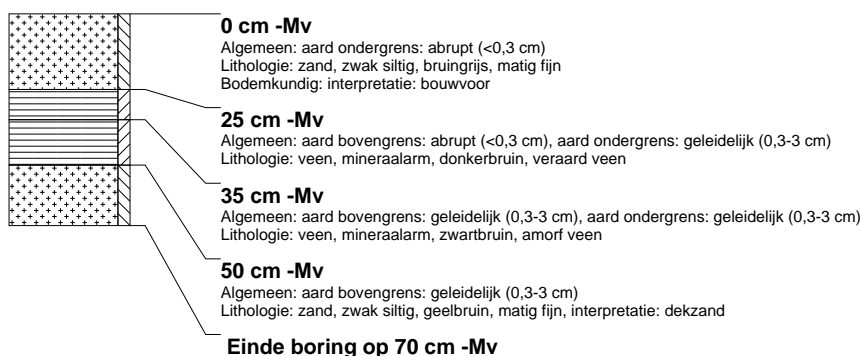 0 cm -Mv
Algemeen: aard ondergrens: abrupt (<0,3 cm)
Lithologie: zand, zwak siltig, bruingrijs, matig fijn
Bodemkundig: interpretatie: bouwvoor
25 cm -Mv
Algemeen: aard bovengrens: abrupt (<0,3 cm), aard ondergrens: geleidelijk (0,3-3 cm)
Lithologie: veen, mineraalarm, donkerbruin, veraard veen
35 cm -Mv
Algemeen: aard bovengrens: geleidelijk (0,3-3 cm), aard ondergrens: geleidelijk (0,3-3 cm)
Lithologie: veen, mineraalarm, zwartbruin, amorf veen
50 cm -Mv
Algemeen: aard bovengrens: geleidelijk (0,3-3 cm)
Lithologie: zand, zwak siltig, geelbruin, matig fijn, interpretatie: dekzand
Einde boring op 70 cm -Mv